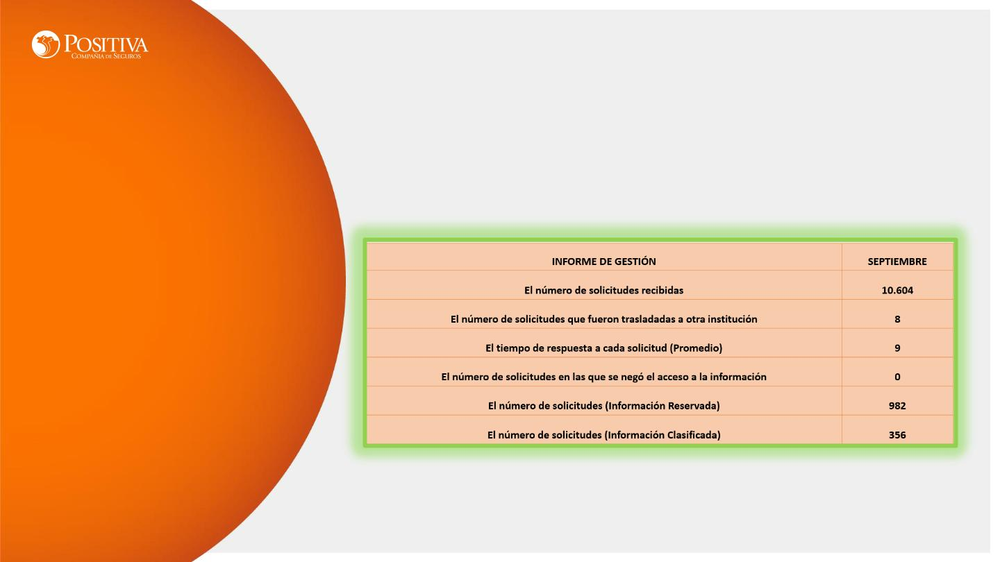 POSITIVA
COMPAÑIA DE SEGUROS
INFORME DE GESTIÓN SEPTIEMBRE
El número de solicitudes recibidas 10.604
El número de solicitudes que fueron trasladadas a otra institución 8
El tiempo de respuesta a cada solicitud (Promedio) 9
El número de solicitudes en las que se negó el acceso a la información 0
El número de solicitudes (Información Reservada) 982
El número de solicitudes (Información Clasificada) 356